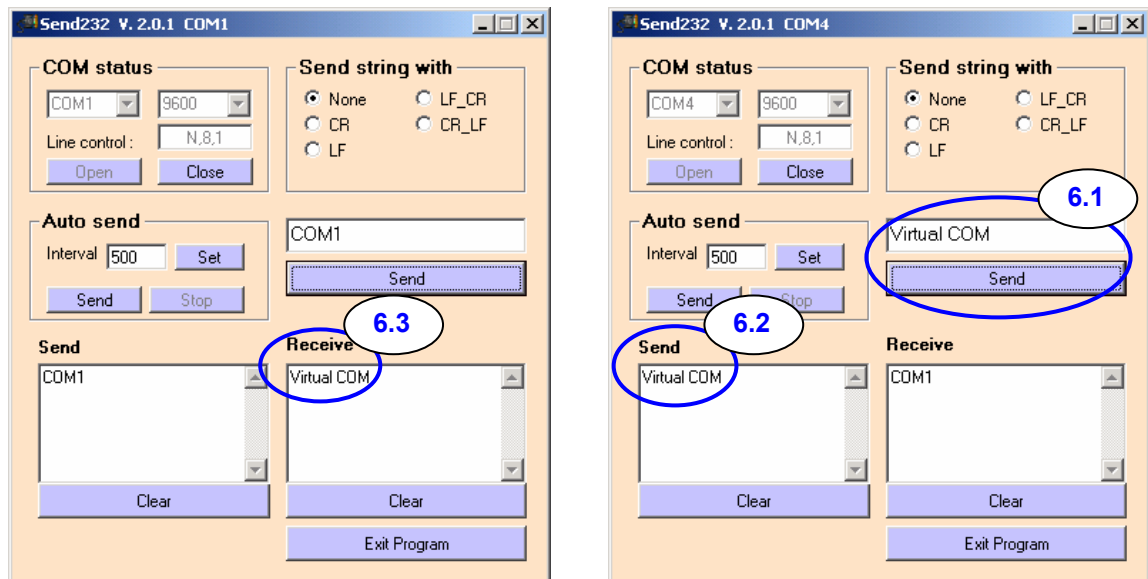 Send232 V. 2.0.1 COM1
COM status
COM1 9600
Line control : N,8,1
Open Close
Send string with
None LF_CR
CR CR_LF
LF
Auto send
Interval 500 Set
Send Stop
COM1
Send
6.3
Send
COM1
Clear
Receive
Virtual COM
Clear
Exit Program
Send232 V. 2.0.1 COM4
COM status
COM4 9600
Line control : N,8,1
Open Close
Send string with
None LF_CR
CR CR_LF
LF
6.1
Auto send
Interval 500 Set
Send Stop
Virtual COM
Send
6.2
Send
Virtual COM
Clear
Receive
COM1
Clear
Exit Program